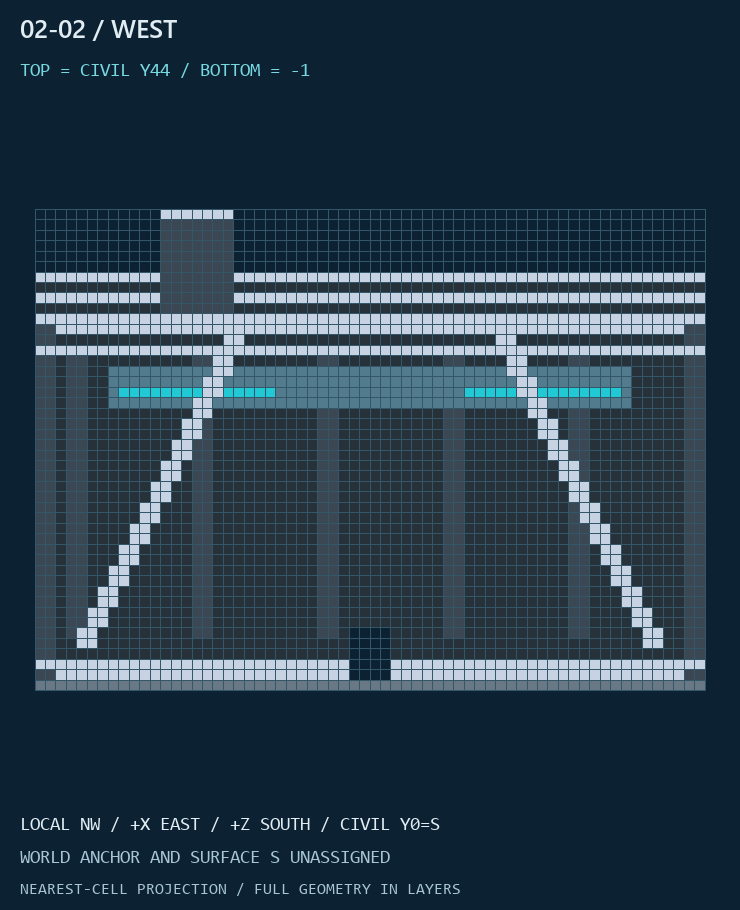 02-02 / WEST
TOP = CIVIL Y44 / BOTTOM = -1
LOCAL NW / +X EAST / +Z SOUTH / CIVIL Y0=S
WORLD ANCHOR AND SURFACE S UNASSIGNED
NEAREST-CELL PROJECTION / FULL GEOMETRY IN LAYERS